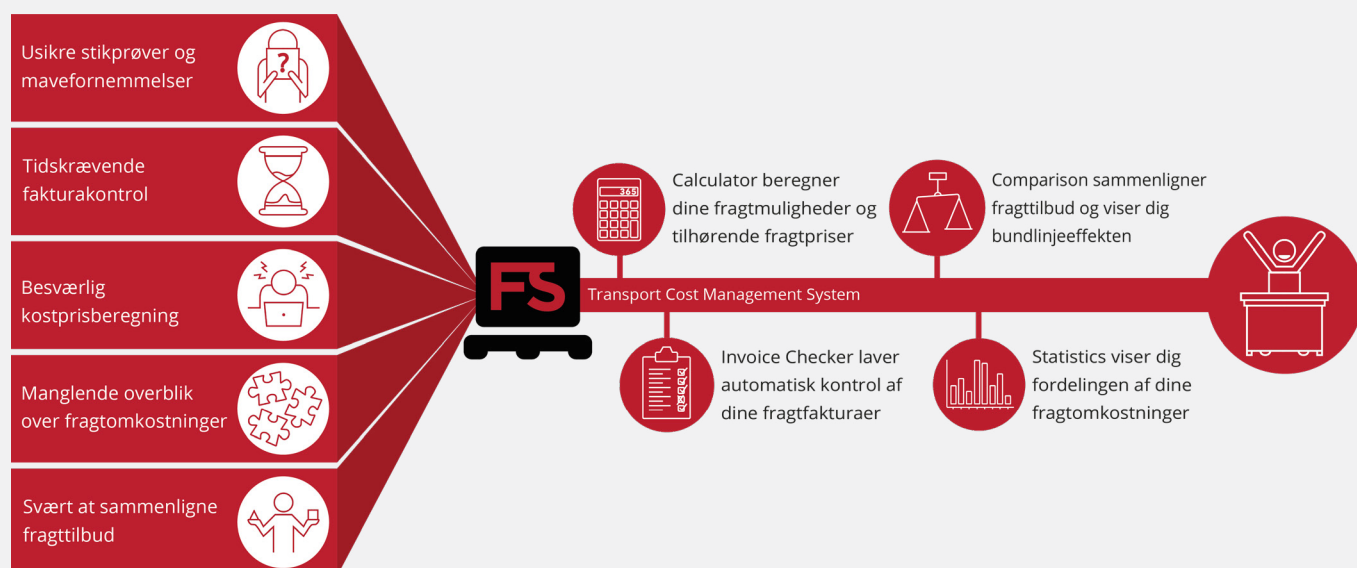 Usikre stikprøver og
mavefornemmelser
?
Tidskrævende
fakturakontrol
Besværlig
kostprisberegning
Manglende overblik
over fragtomkostninger
Svært at sammenligne
fragttilbud
FS
Transport Cost Management System
365
Calculator beregner
dine fragtmuligheder og
tilhørende fragtpriser
Comparison sammenligner
fragttilbud og viser dig
bundlinjeeffekten
Invoice Checker laver
automatisk kontrol af
dine fragtfakturaer
Statistics viser dig
fordelingen af dine
fragtomkostninger